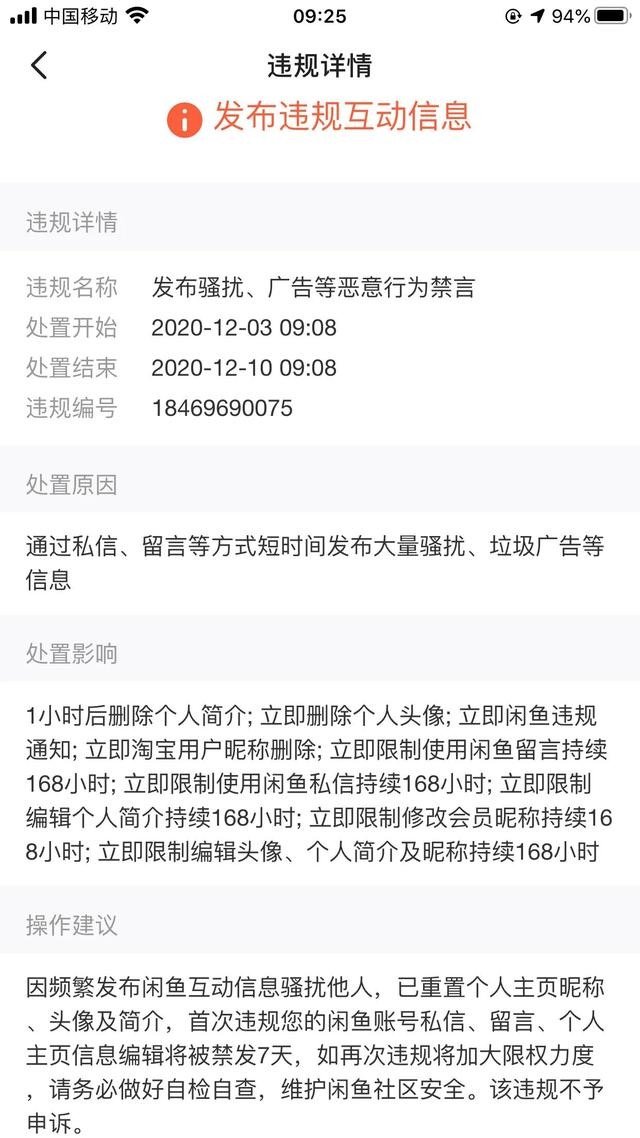 中国移动 09:25 94%
违规详情
发布违规互动信息
违规详情
违规名称 发布骚扰、广告等恶意行为禁言
处置开始 2020-12-03 09:08
处置结束 2020-12-10 09:08
违规编号 18469690075
处置原因
通过私信、留言等方式短时间发布大量骚扰、垃圾广告等
信息
处置影响
1小时后删除个人简介; 立即删除个人头像; 立即闲鱼违规
通知; 立即淘宝用户昵称删除; 立即限制使用闲鱼留言持续
168小时; 立即限制使用闲鱼私信持续168小时; 立即限制
编辑个人简介持续168小时; 立即限制修改会员昵称持续16
8小时; 立即限制编辑头像、个人简介及昵称持续168小时
操作建议
因频繁发布闲鱼互动信息骚扰他人，已重置个人主页昵称
、头像及简介，首次违规您的闲鱼账号私信、留言、个人
主页信息编辑将被禁发7天，如再次违规将加大限权力度
，请务必做好自检自查，维护闲鱼社区安全。该违规不予
申诉。